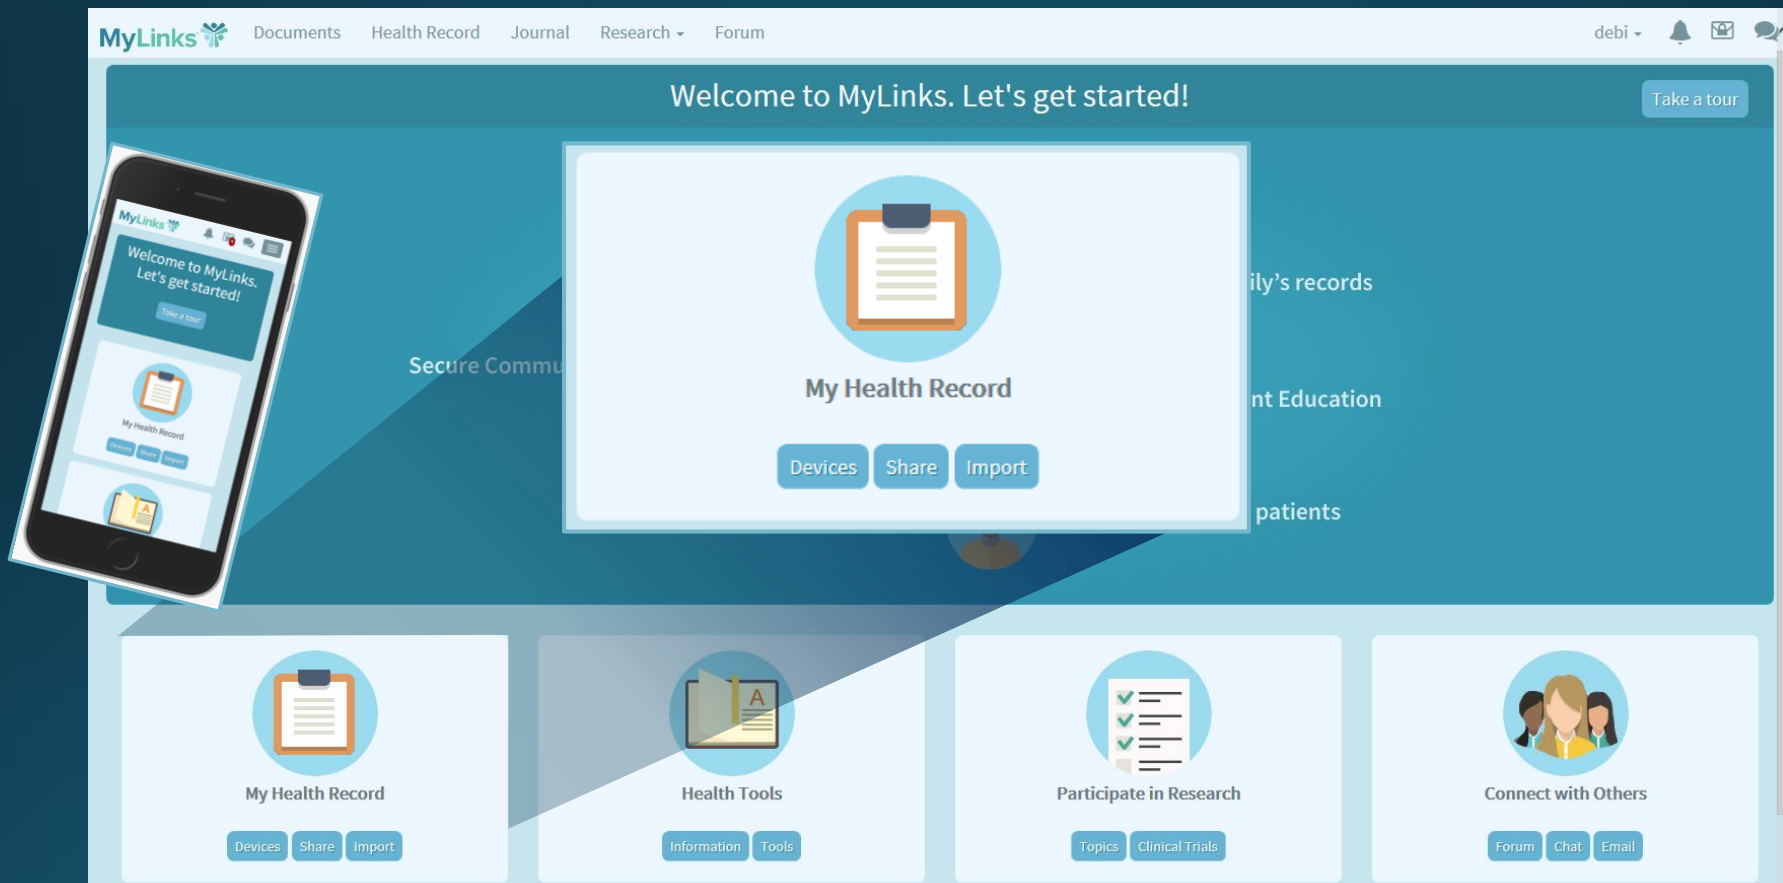 MyLinks
Documents
Health Record
Journal
Research
Forum
debi
Welcome to MyLinks. Let's get started!
Take a tour
MyLinks
Welcome to MyLinks.
Let's get started!
Take a tour
My Health Record
Devices
Share
Import
A
Secure Commu
My Health Record
Devices
Share
Import
ily's records
nt Education
patients
My Health Record
Devices
Share
Import
A
Health Tools
Information
Tools
Participate in Research
Topics
Clinical Trials
Connect with Others
Forum
Chat
Email